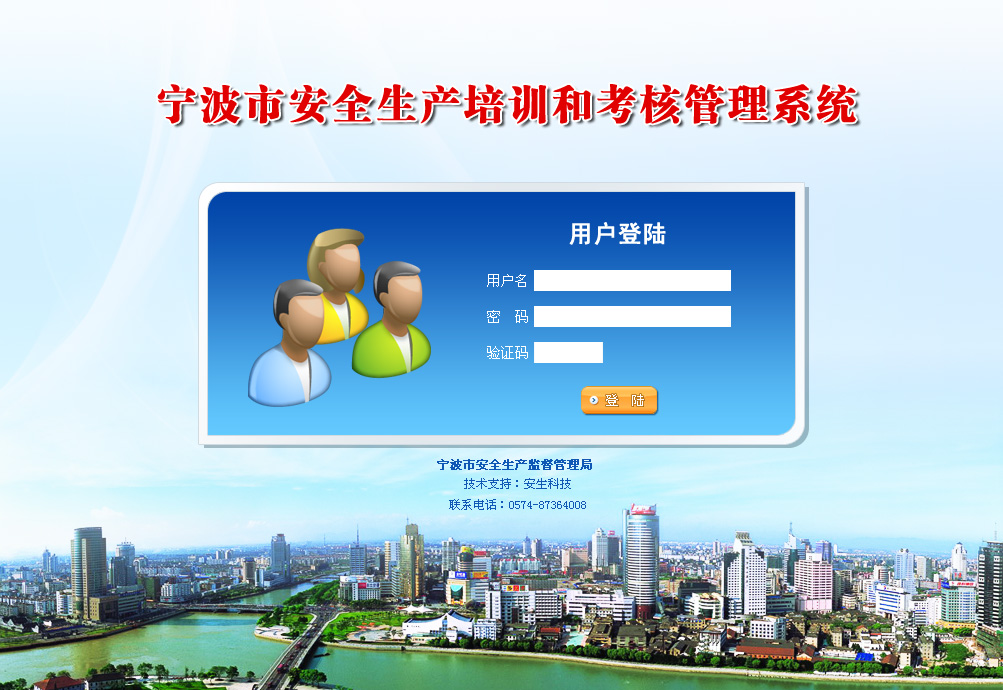 宁波市安全生产培训和考核管理系统
用户登陆
用户名
密 码
验证码
登 陆
宁波市安全生产监督管理局
技术支持：安生科技
联系电话：0574-87364008